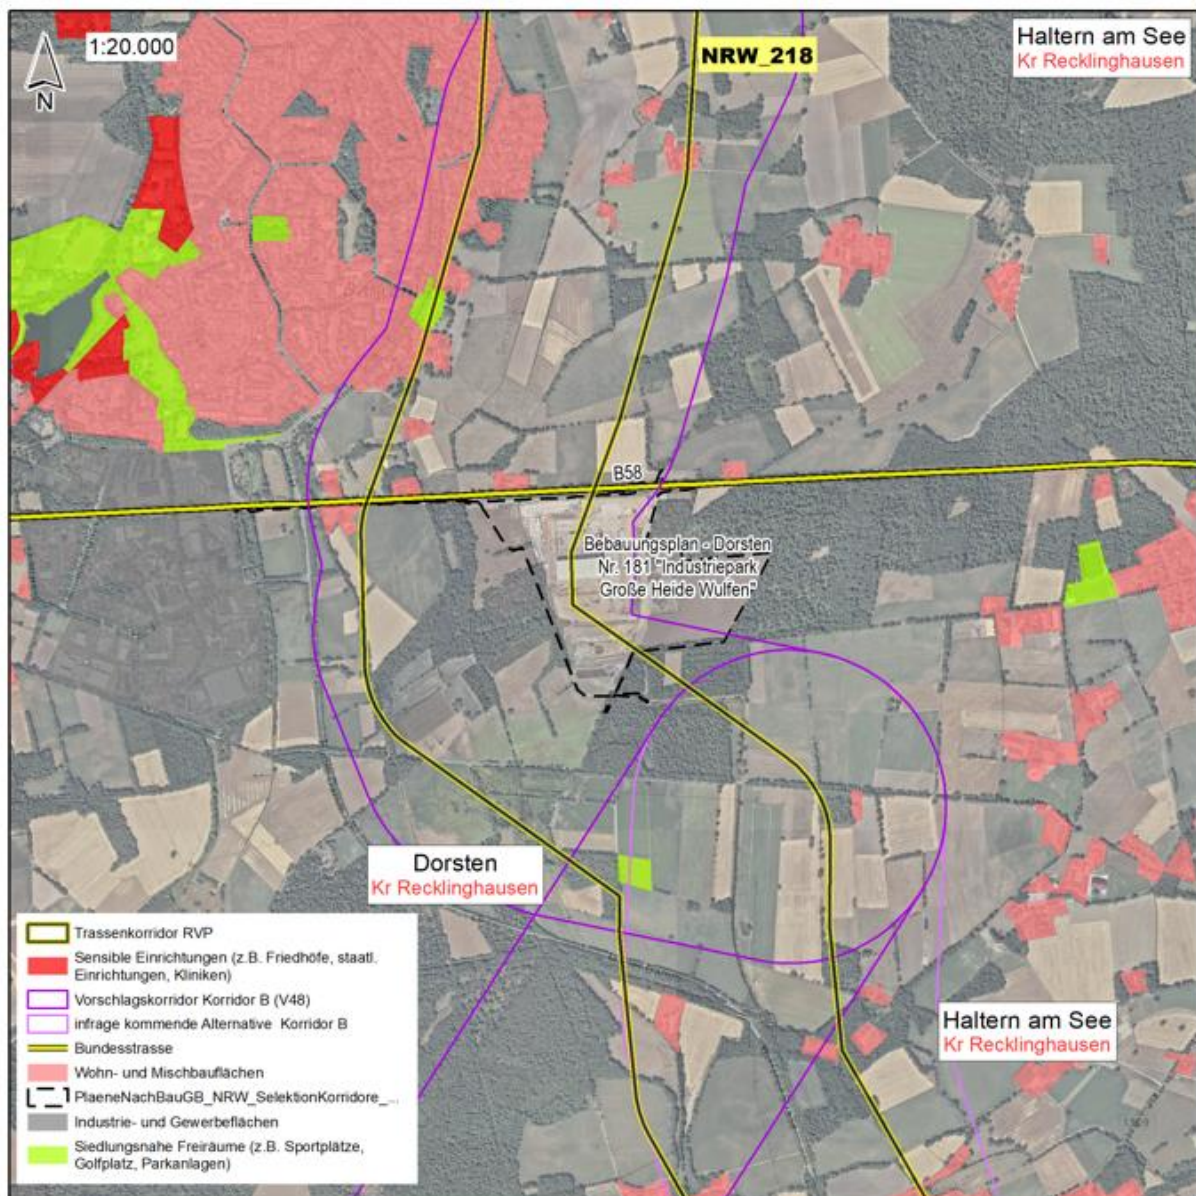 1:20.000
N
NRW_218
Haltern am See
Kr Recklinghausen
B58
Bebauungsplan - Dorsten
Nr. 181 "Industriepark
Große Heide Wulfen"
Dorsten
Kr Recklinghausen
Haltern am See
Kr Recklinghausen
Trassenkorridor RVP
Sensible Einrichtungen (z.B. Friedhöfe, staatl.
Einrichtungen, Kliniken)
Vorschlagskorridor Korridor B (V48)
infrage kommende Alternative Korridor B
Bundesstrasse
Wohn- und Mischbauflächen
PlaeneNachBauGB_NRW_SelektionKorridore_...
Industrie- und Gewerbeflächen
Siedlungsnahe Freiräume (z.B. Sportplätze,
Golfplatz, Parkanlagen)